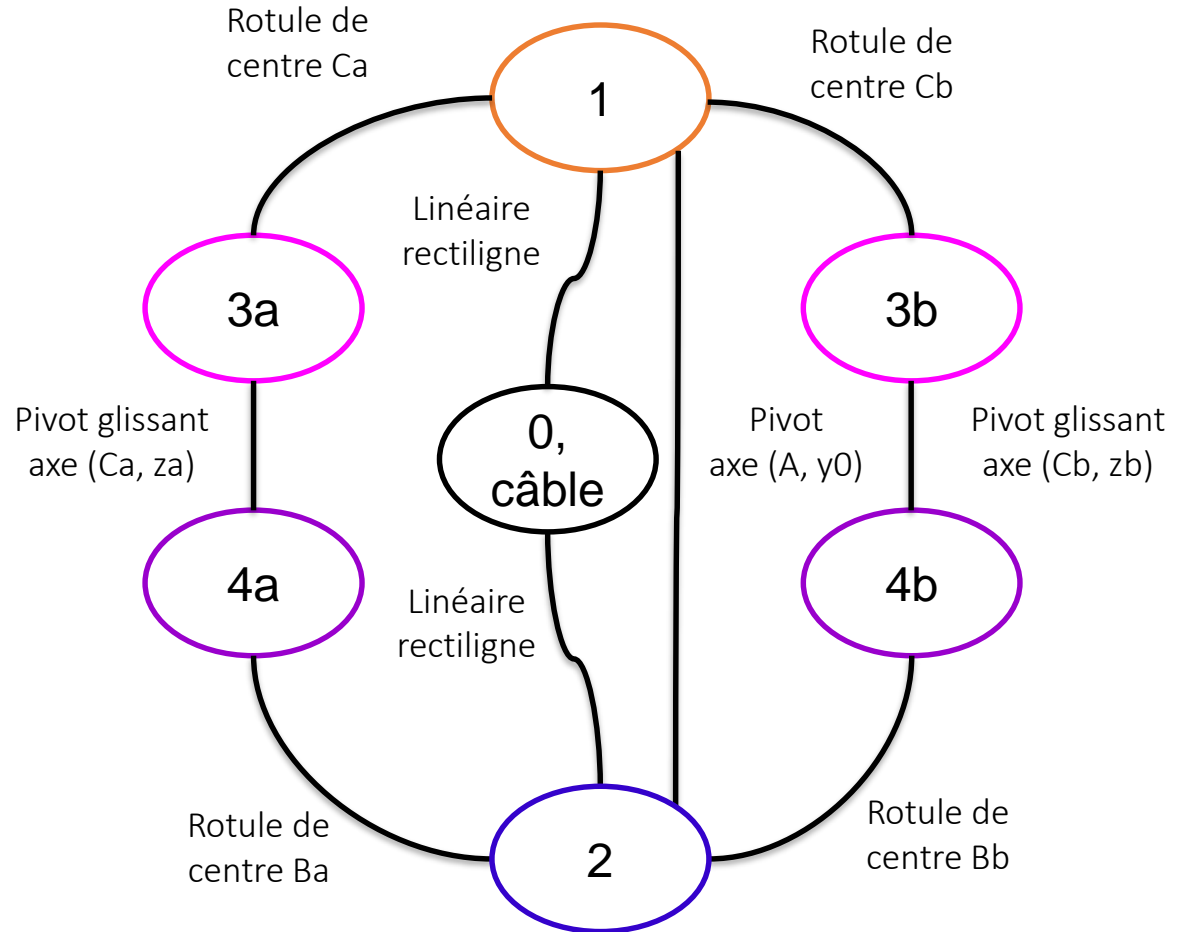 Rotule de
centre Ca
1
Rotule de
centre Cb
Linéaire
rectiligne
3a
3b
Pivot glissant
axe (Ca, za)
0,
câble
Pivot
axe (A, y0)
Pivot glissant
axe (Cb, zb)
4a
4b
Linéaire
rectiligne
Rotule de
centre Ba
2
Rotule de
centre Bb